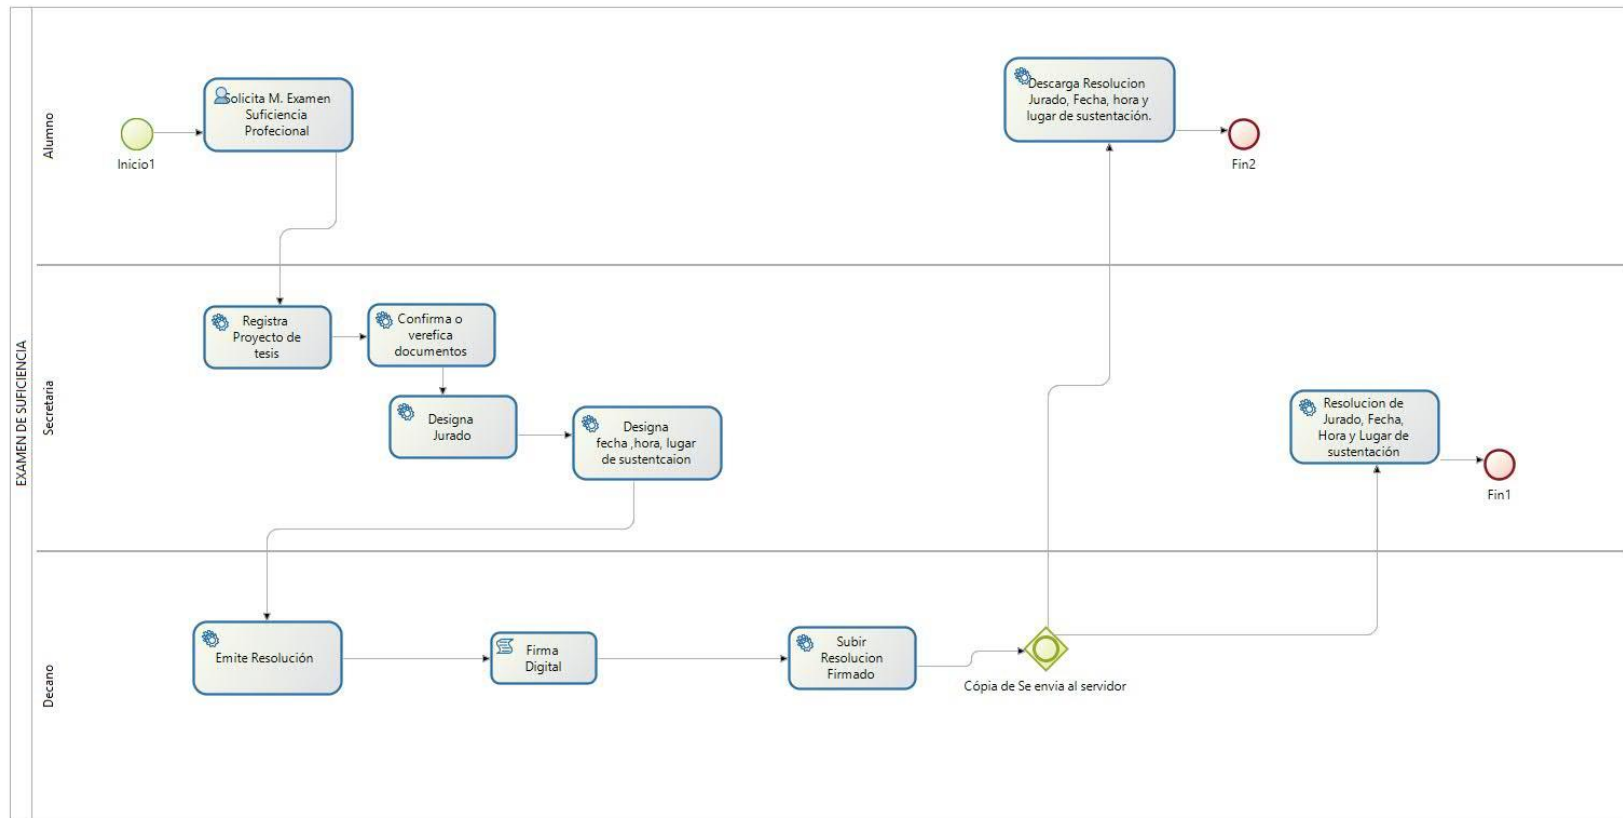 EXAMEN DE SUFICIENCIA
Alumno
Inicio1
Solicita M. Examen
Suficiencia
Profecional
Descarga Resolucion
Jurado, Fecha, hora y
lugar de sustentación.
Fin2
Secretaria
Registra
Proyecto de
tesis
Confirma o
verefica
documentos
Designa
Jurado
Designa
fecha ,hora, lugar
de sustentcaion
Resolucion de
Jurado, Fecha,
Hora y Lugar de
sustentación
Fin1
Decano
Emite Resolución
Firma
Digital
Subir
Resolucion
Firmado
Cópia de Se envia al servidor